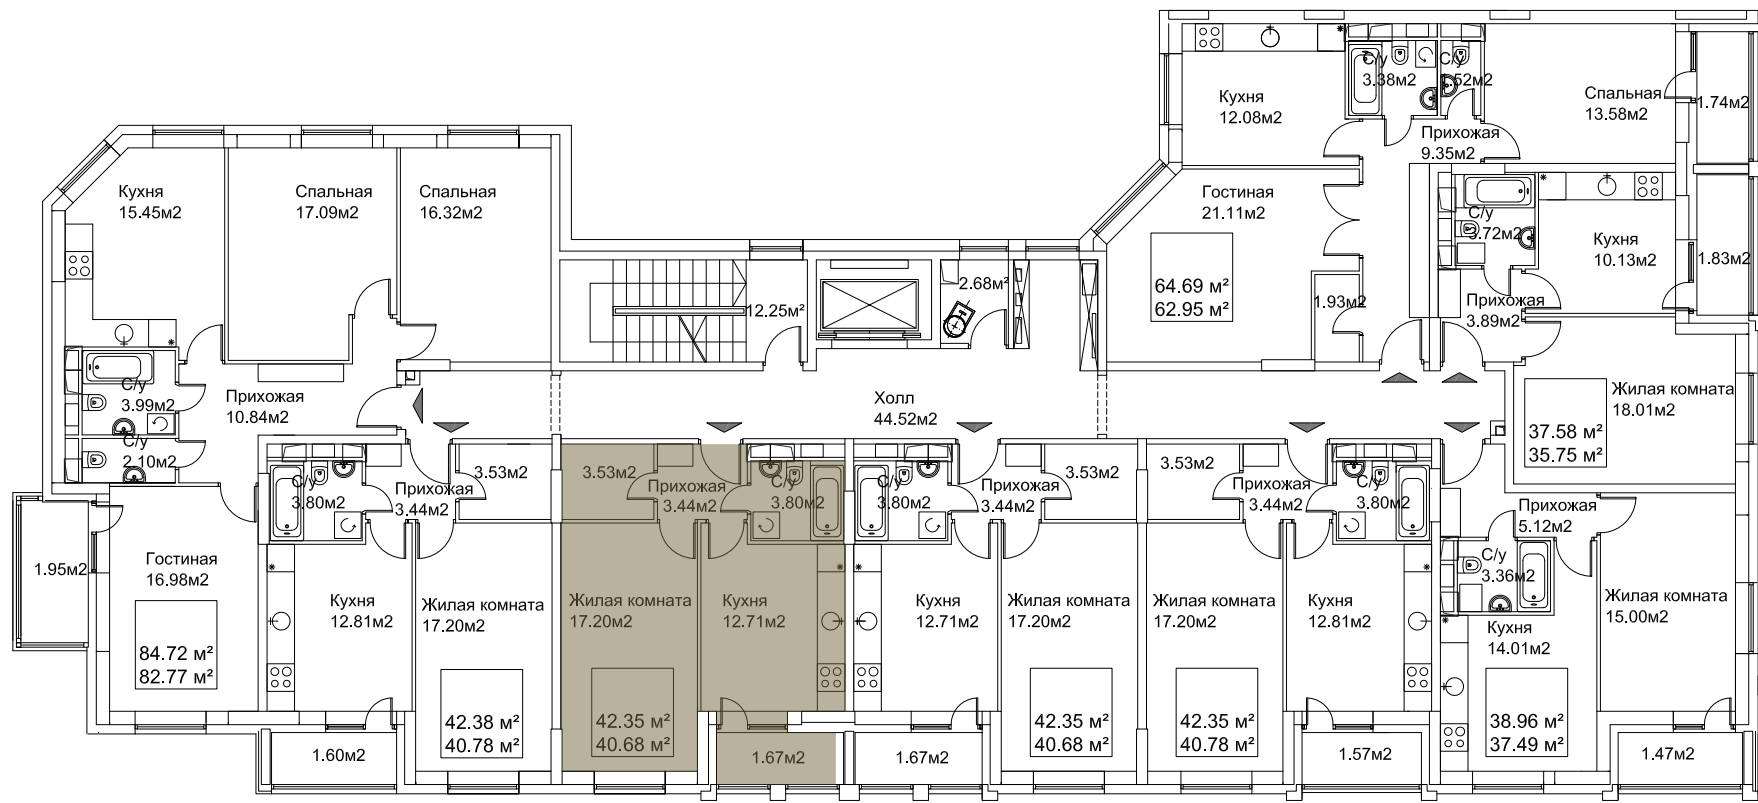 Кухня
12.08м2
С/у
3.38м2
С/у
1.52м2
Спальная
13.58м2
1.74м2
Прихожая
9.35м2
Кухня
15.45м2
Спальная
17.09м2
Спальная
16.32м2
Гостиная
21.11м2
С/у
3.72м2
Кухня
10.13м2
1.83м2
64.69 м²
62.95 м²
2.68м²
12.25м²
1.93м2
Прихожая
3.89м2
С/у
3.99м2
Прихожая
10.84м2
Холл
44.52м2
Жилая комната
18.01м2
37.58 м²
35.75 м²
С/у
2.10м2
С/у
3.80м2
Прихожая
3.44м2
3.53м2
3.53м2
Прихожая
3.44м2
С/у
3.80м2
С/у
3.80м2
Прихожая
3.44м2
3.53м2
3.53м2
Прихожая
3.44м2
С/у
3.80м2
Прихожая
5.12м2
С/у
3.36м2
1.95м2
Гостиная
16.98м2
84.72 м²
82.77 м²
Кухня
12.81м2
Жилая комната
17.20м2
Жилая комната
17.20м2
Кухня
12.71м2
Кухня
12.71м2
Жилая комната
17.20м2
Жилая комната
17.20м2
Кухня
12.81м2
Кухня
14.01м2
Жилая комната
15.00м2
42.38 м²
40.78 м²
42.35 м²
40.68 м²
42.35 м²
40.68 м²
42.35 м²
40.78 м²
38.96 м²
37.49 м²
1.60м2
1.67м2
1.67м2
1.57м2
1.47м2